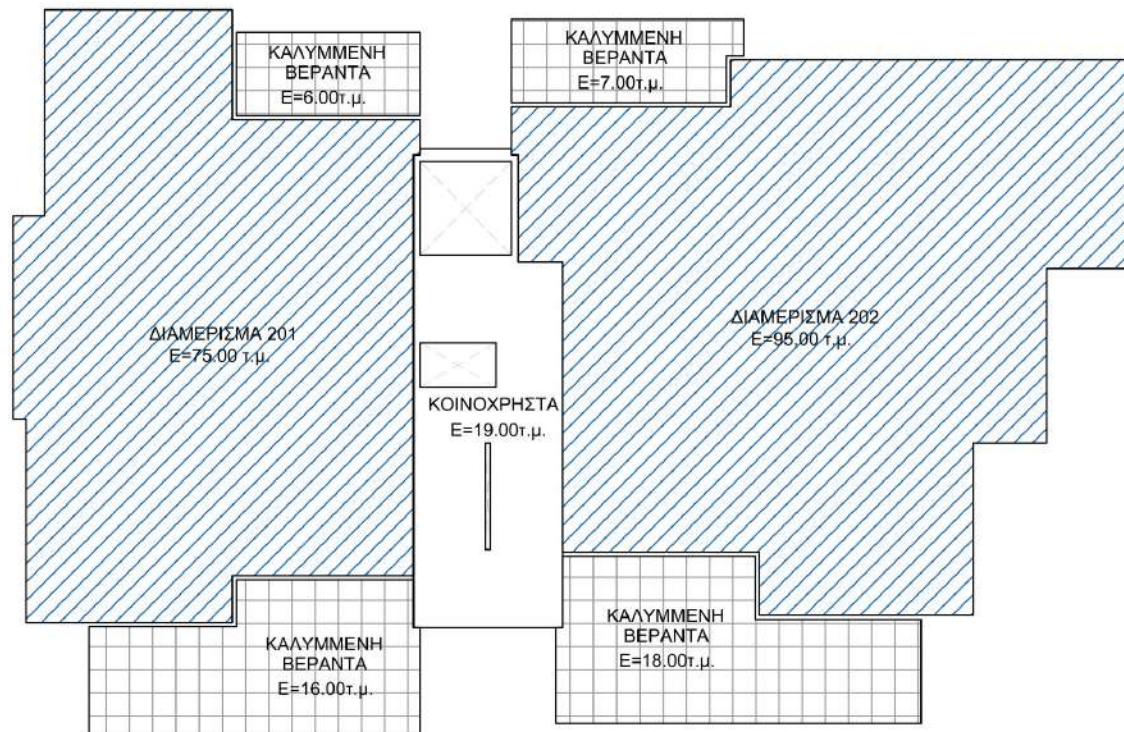 ΚΑΛΥΜΜΕΝΗ
ΒΕΡΑΝΤΑ
Ε=6.00τ.μ.
ΚΑΛΥΜΜΕΝΗ
ΒΕΡΑΝΤΑ
Ε=7.00τ.μ.
ΔΙΑΜΕΡΙΣΜΑ 201
Ε=75.00 τ.μ.
ΔΙΑΜΕΡΙΣΜΑ 202
Ε=95.00 τ.μ.
ΚΟΙΝΟΧΡΗΣΤΑ
Ε=19.00τ.μ.
ΚΑΛΥΜΜΕΝΗ
ΒΕΡΑΝΤΑ
Ε=16.00τ.μ.
ΚΑΛΥΜΜΕΝΗ
ΒΕΡΑΝΤΑ
Ε=18.00τ.μ.